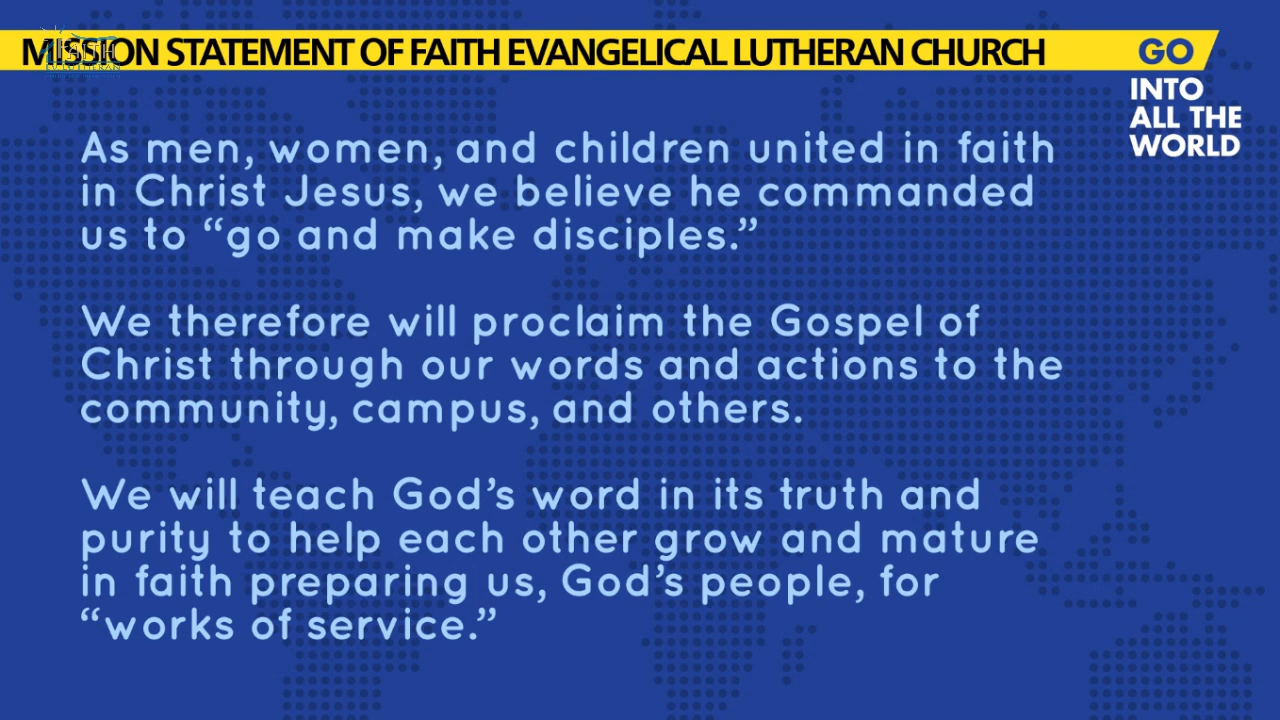 MISSION STATEMENT OF FAITH EVANGELICAL LUTHERAN CHURCH
GO
INTO
ALL THE
WORLD
FAITH
EV. LUTHERAN
As men, women, and children united in faith
in Christ Jesus, we believe he commanded
us to “go and make disciples.”
We therefore will proclaim the Gospel of
Christ through our words and actions to the
community, campus, and others.
We will teach God’s word in its truth and
purity to help each other grow and mature
in faith preparing us, God’s people, for
“works of service.”